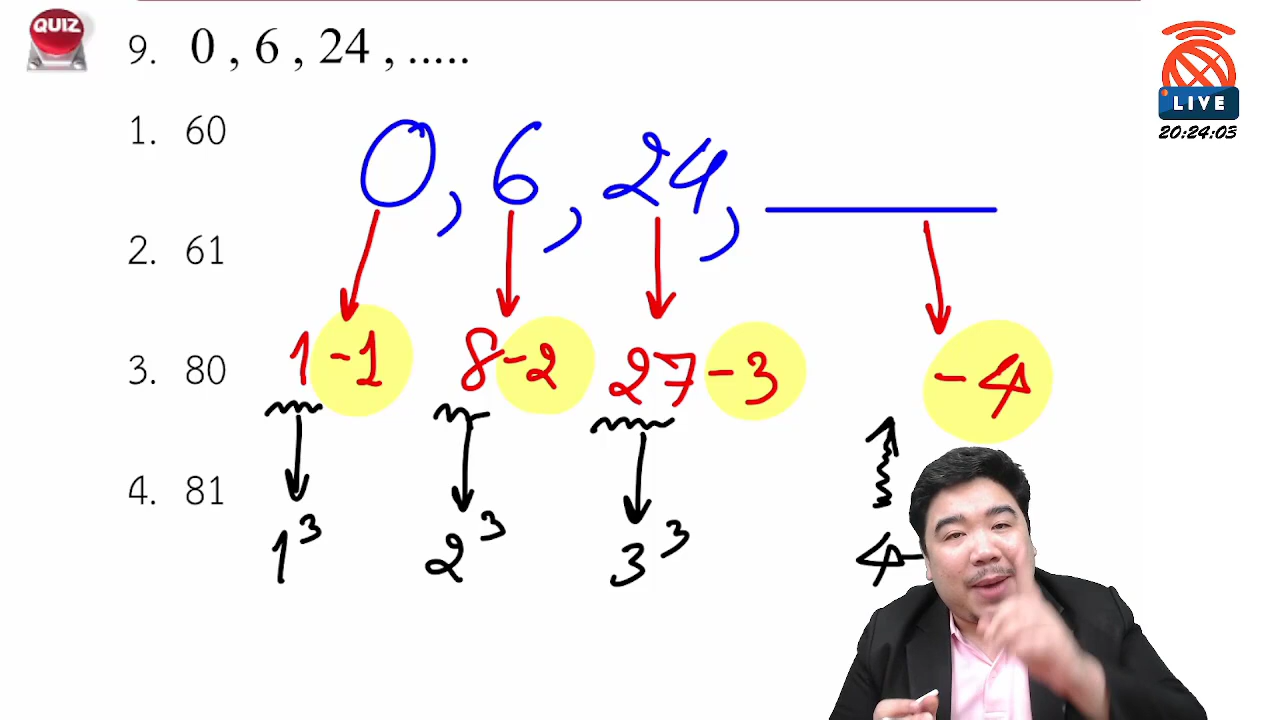 QUIZ
9. 0 , 6 , 24 , .....
LIVE
20:24:03
1. 60
0, 6, 24,
2. 61
3. 80
1 -1 8 -2 27 -3 -4
4. 81
1³ 2³ 3³ 4